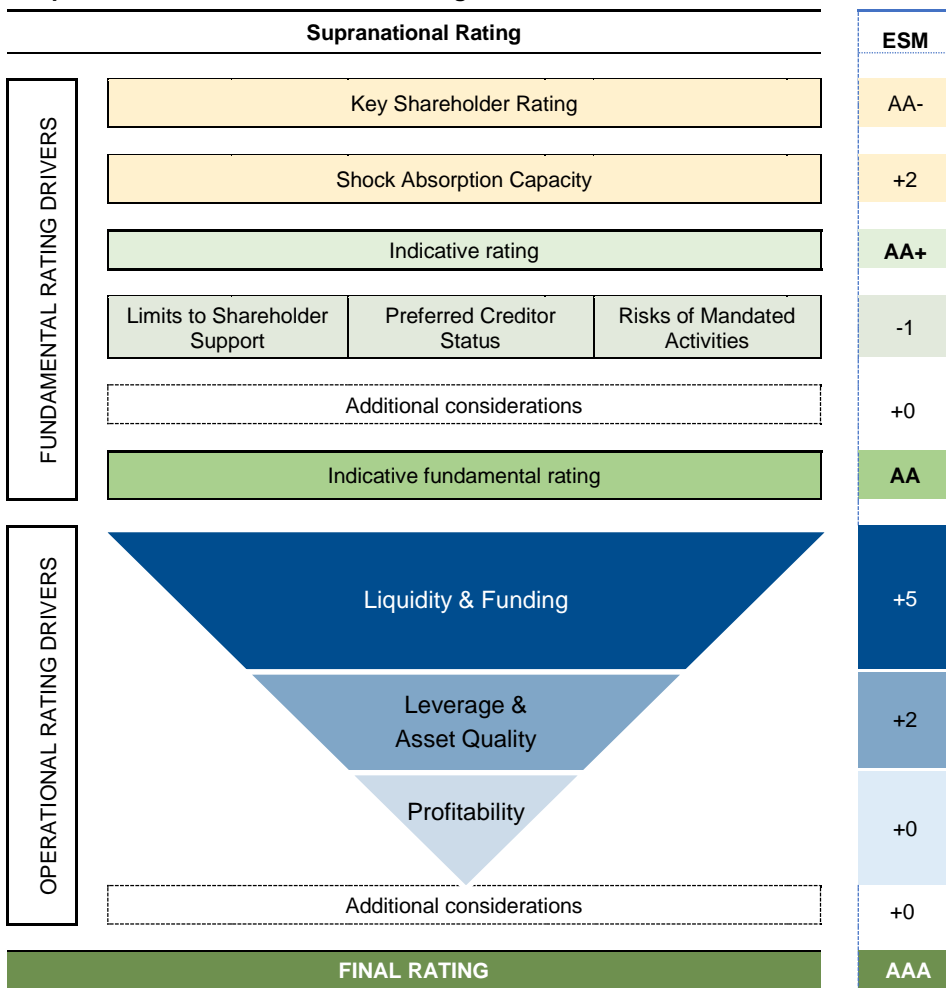 Supranational Rating
ESM
FUNDAMENTAL RATING DRIVERS
Key Shareholder Rating
AA-
Shock Absorption Capacity
+2
Indicative rating
AA+
Limits to Shareholder
Support
Preferred Creditor
Status
Risks of Mandated
Activities
-1
Additional considerations
+0
Indicative fundamental rating
AA
OPERATIONAL RATING DRIVERS
Liquidity & Funding
+5
Leverage &
Asset Quality
+2
Profitability
+0
Additional considerations
+0
FINAL RATING
AAA